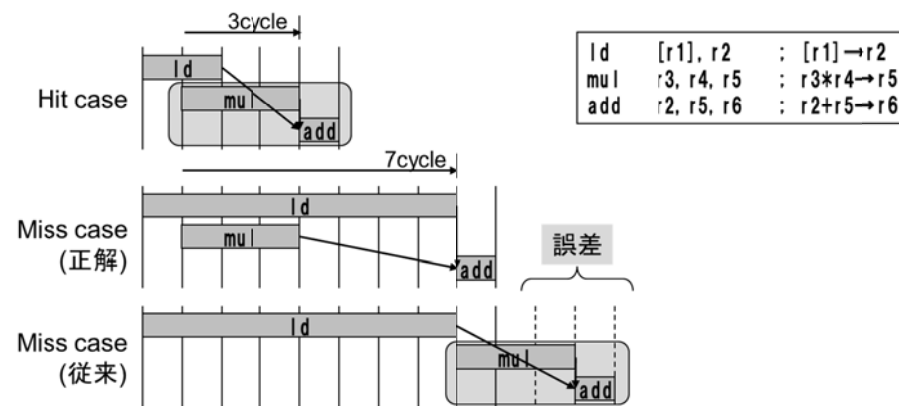 3cycle
ld
Hit case
mul
add
ld [r1], r2 ; [r1]→r2
mul r3, r4, r5 ; r3*r4→r5
add r2, r5, r6 ; r2+r5→r6
7cycle
ld
Miss case
(正解)
mul
add
誤差
ld
Miss case
(従来)
mul
add